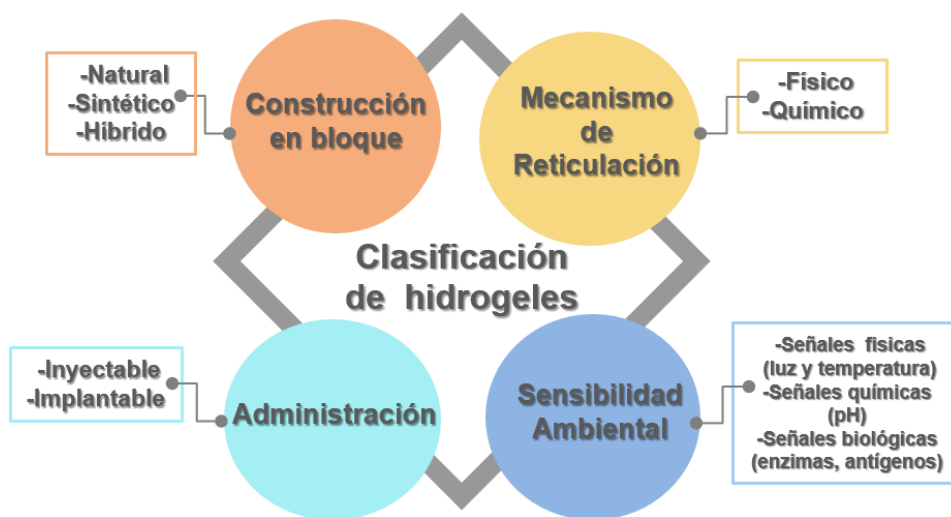 -Natural
-Sintético
-Híbrido
Construcción
en bloque
Mecanismo
de
Reticulación
-Físico
-Químico
Clasificación
de hidrogeles
-Inyectable
-Implantable
Administración
Sensibilidad
Ambiental
-Señales físicas
(luz y temperatura)
-Señales químicas
(pH)
-Señales biológicas
(enzimas, antígenos)